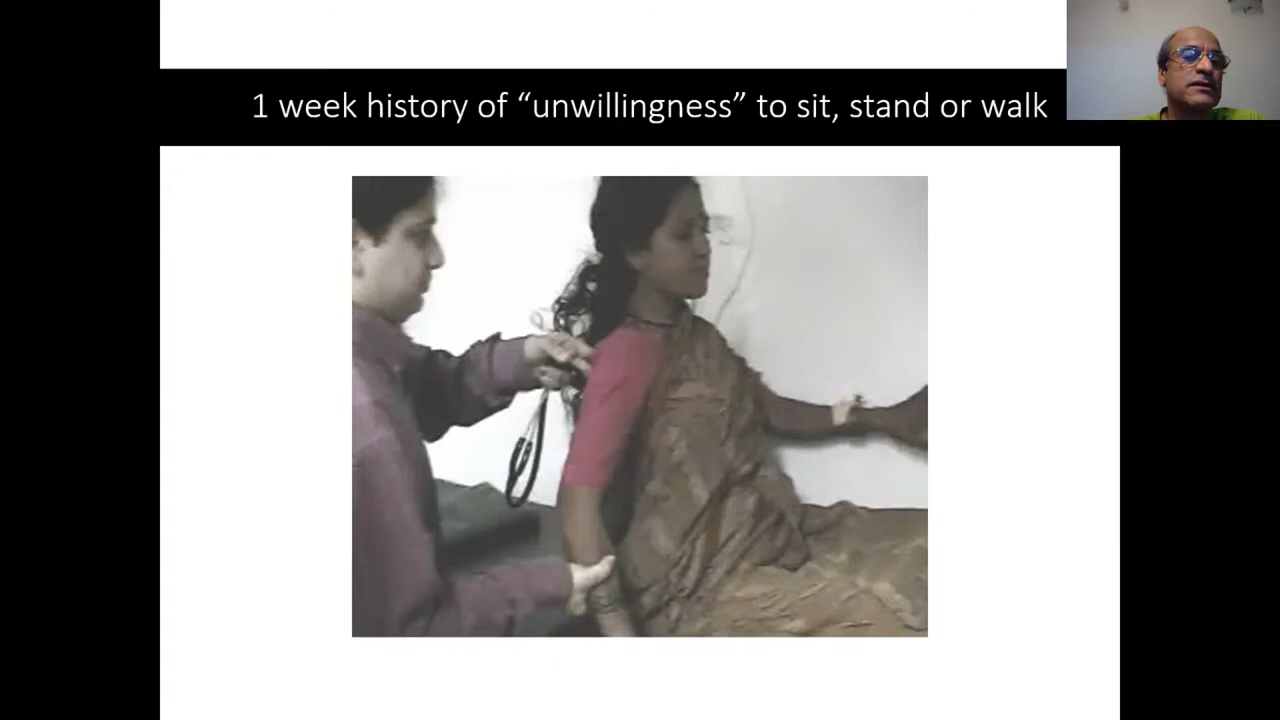 1 week history of “unwillingness” to sit, stand or walk